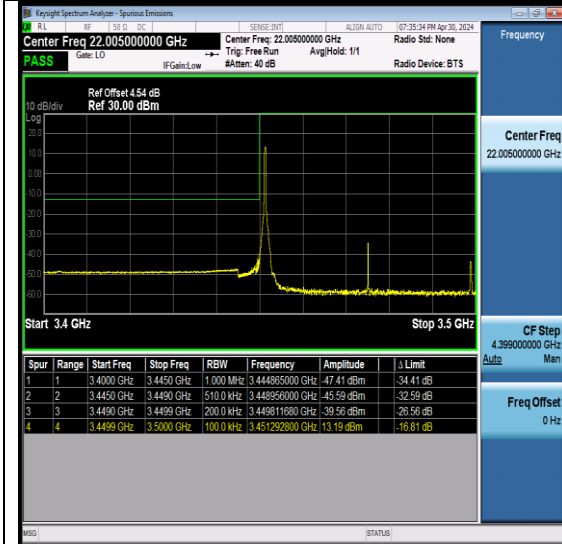 Keysight Spectrum Analyzer - Spurious Emissions
RL RF 50 Ω DC SENSE:INT ALIGN AUTO 07:35:34 PM Apr 30, 2024
Center Freq 22.005000000 GHz Center Freq: 22.005000000 GHz Radio Std: None
Gate: LO Trig: Free Run Avg|Hold: 1/1
PASS IFGain:Low #Atten: 40 dB Radio Device: BTS
Ref Offset 4.54 dB
10 dB/div Ref 30.00 dBm
Log
20.0
10.0
0.00
-10.0
-20.0
-30.0
-40.0
-50.0
-60.0
Start 3.4 GHz Stop 3.5 GHz
Spur Range Start Freq Stop Freq RBW Frequency Amplitude Δ Limit
1 1 3.4000 GHz 3.4450 GHz 1.000 MHz 3.444865000 GHz -47.41 dBm -34.41 dB
2 2 3.4450 GHz 3.4490 GHz 510.0 kHz 3.448956000 GHz -45.59 dBm -32.59 dB
3 3 3.4490 GHz 3.4499 GHz 200.0 kHz 3.449811680 GHz -39.56 dBm -26.56 dB
4 4 3.4499 GHz 3.5000 GHz 100.0 kHz 3.451292800 GHz 13.19 dBm -16.81 dB
MSG STATUS
Frequency
Center Freq
22.005000000 GHz
CF Step
4.399000000 GHz
Auto Man
Freq Offset
0 Hz